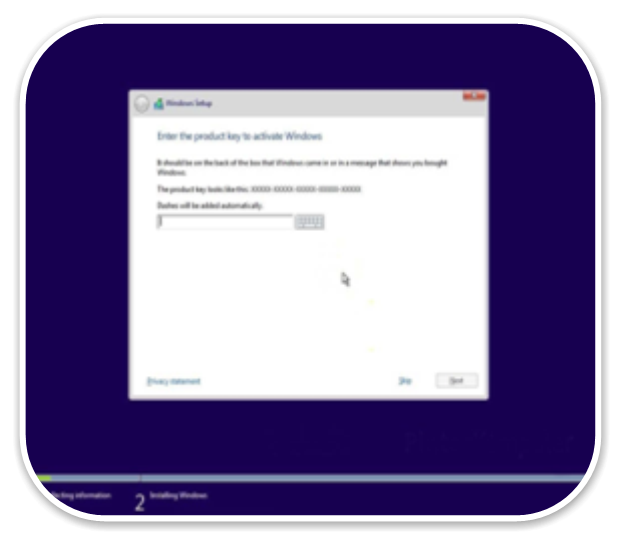 Windows Setup
Enter the product key to activate Windows
It should be on the back of the box that Windows came in or in a message that shows you bought
Windows.
The product key looks like this: XXXXX-XXXXX-XXXXX-XXXXX-XXXXX
Dashes will be added automatically.
Privacy statement
Skip
Next
lecting information
2 Installing Windows